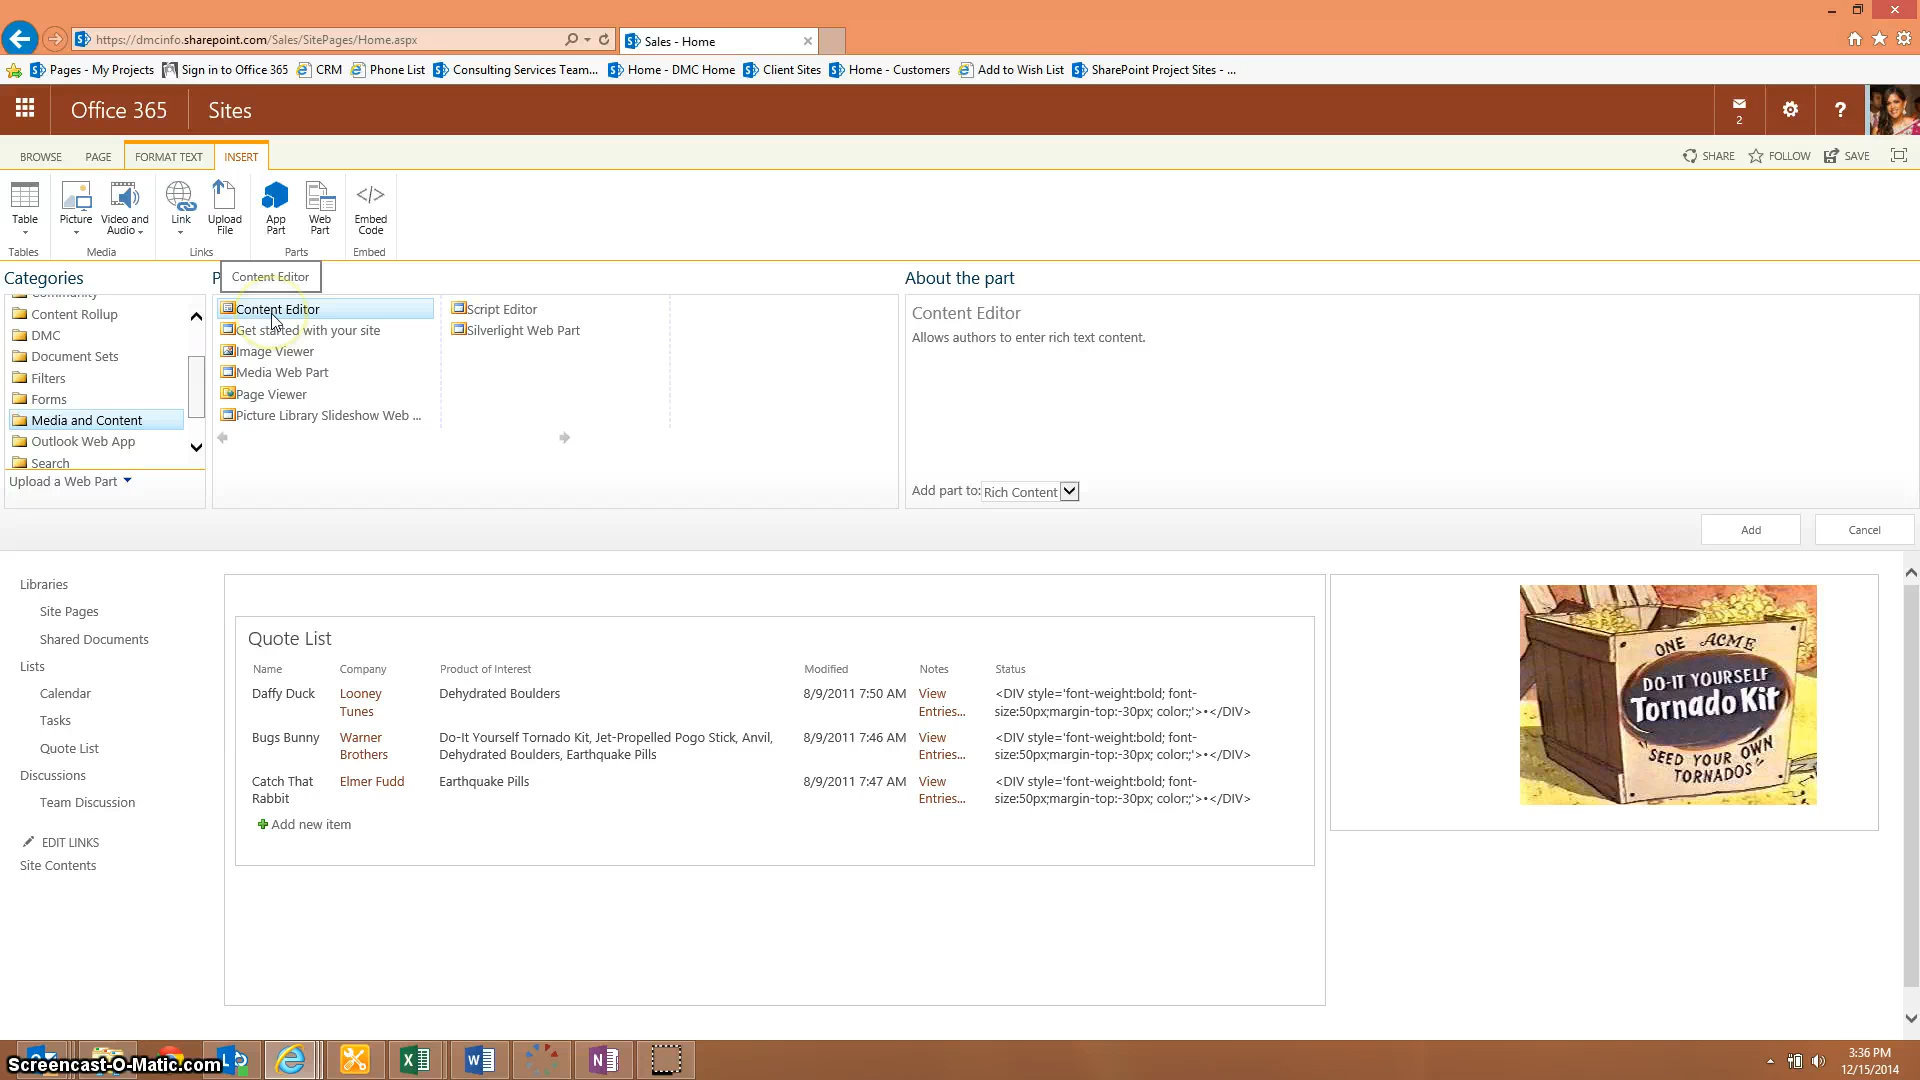 https://dmcinfo.sharepoint.com/Sales/SitePages/Home.aspx
Sales - Home
Pages - My Projects
Sign in to Office 365
CRM
Phone List
Consulting Services Team...
Home - DMC Home
Client Sites
Home - Customers
Add to Wish List
SharePoint Project Sites - ...
Office 365
Sites
2
?
BROWSE
PAGE
FORMAT TEXT
INSERT
SHARE
FOLLOW
SAVE
Table
Picture
Video and
Audio
Link
Upload
File
App
Part
Web
Part
Embed
Code
Tables
Media
Links
Parts
Embed
Categories
P
Content Editor
About the part
Community
Content Rollup
DMC
Document Sets
Filters
Forms
Media and Content
Outlook Web App
Search
Upload a Web Part
Content Editor
Get started with your site
Image Viewer
Media Web Part
Page Viewer
Picture Library Slideshow Web ...
Script Editor
Silverlight Web Part
Content Editor
Allows authors to enter rich text content.
Add part to: Rich Content
Add
Cancel
Libraries
Site Pages
Shared Documents
Lists
Calendar
Tasks
Quote List
Discussions
Team Discussion
EDIT LINKS
Site Contents
Quote List
Name Company Product of Interest Modified Notes Status
Daffy Duck Looney Dehydrated Boulders 8/9/2011 7:50 AM View <DIV style='font-weight:bold; font-
Tunes Entries... size:50px;margin-top:-30px; color:;'>•</DIV>
Bugs Bunny Warner Do-It Yourself Tornado Kit, Jet-Propelled Pogo Stick, Anvil, 8/9/2011 7:46 AM View <DIV style='font-weight:bold; font-
Brothers Dehydrated Boulders, Earthquake Pills Entries... size:50px;margin-top:-30px; color:;'>•</DIV>
Catch That Elmer Fudd Earthquake Pills 8/9/2011 7:47 AM View <DIV style='font-weight:bold; font-
Rabbit Entries... size:50px;margin-top:-30px; color:;'>•</DIV>
Add new item
ONE ACME
DO-IT YOURSELF
Tornado Kit
"SEED YOUR OWN
TORNADOS"
Screencast-O-Matic.com
3:36 PM
12/15/2014